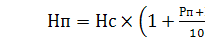 Нп = Нс × (1 + Рп + / 10